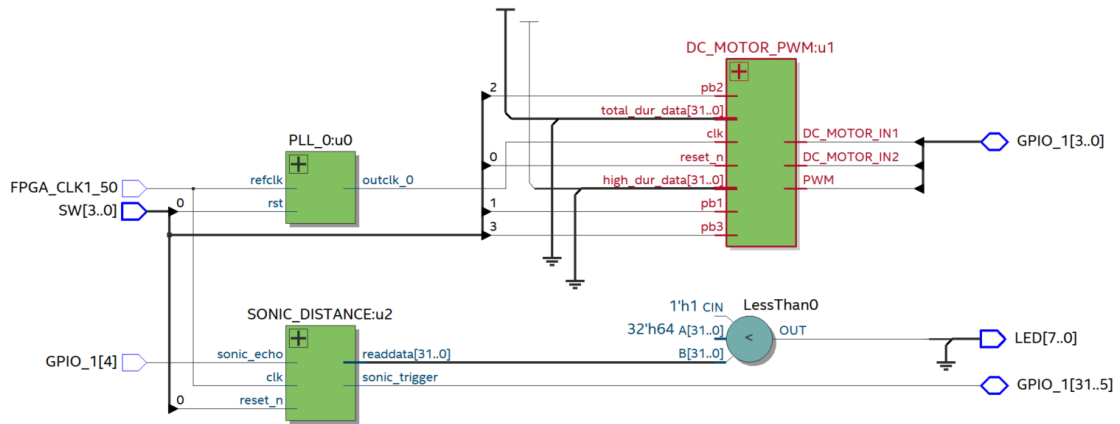 DC_MOTOR_PWM:u1
2
pb2
total_dur_data[31..0]
PLL_0:u0
clk
DC_MOTOR_IN1
GPIO_1[3..0]
0
reset_n
DC_MOTOR_IN2
FPGA_CLK1_50
refclk
outclk_0
high_dur_data[31..0]
PWM
SW[3..0]
0
rst
1
pb1
3
pb3
1'h1 CIN
LessThan0
SONIC_DISTANCE:u2
32'h64 A[31..0]
OUT
<
LED[7..0]
GPIO_1[4]
sonic_echo
readdata[31..0]
B[31..0]
clk
sonic_trigger
GPIO_1[31..5]
0
reset_n